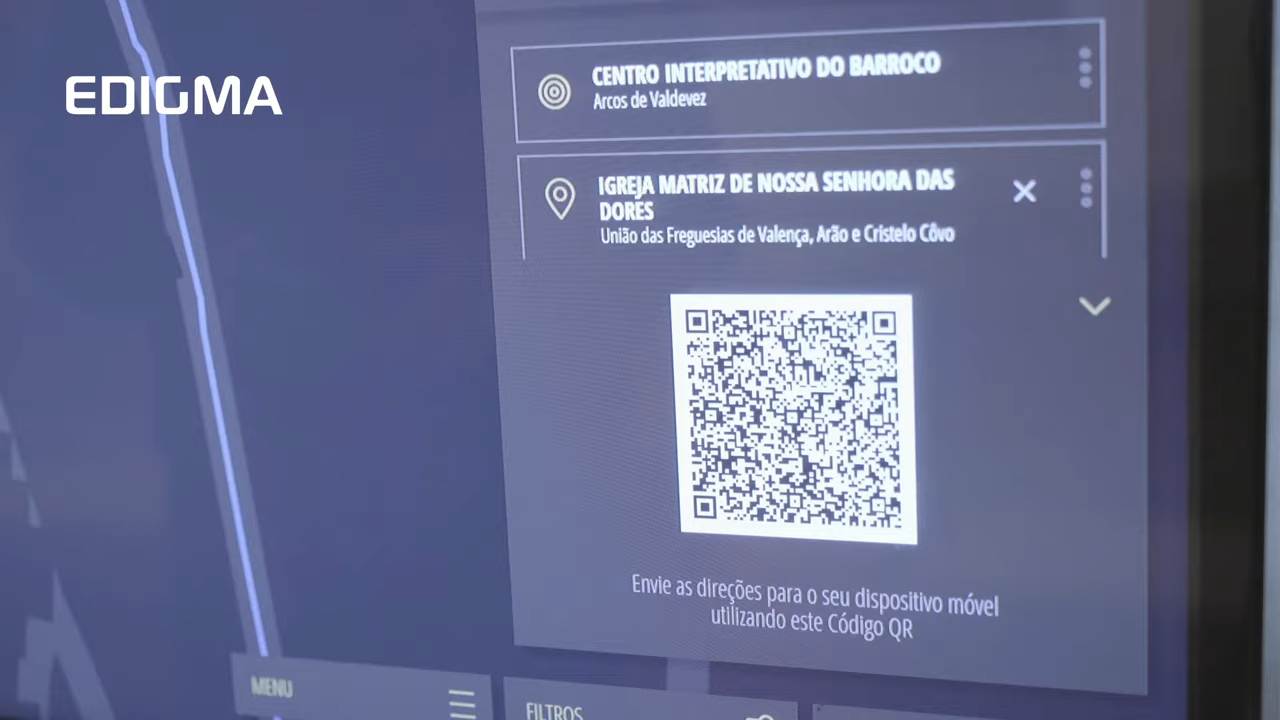 EDIGMA
CENTRO INTERPRETATIVO DO BARROCO
Arcos de Valdevez
IGREJA MATRIZ DE NOSSA SENHORA DAS
DORES
União das Freguesias de Valença, Arão e Cristelo Côvo
Envie as direções para o seu dispositivo móvel
utilizando este Código QR
MENU
FILTROS